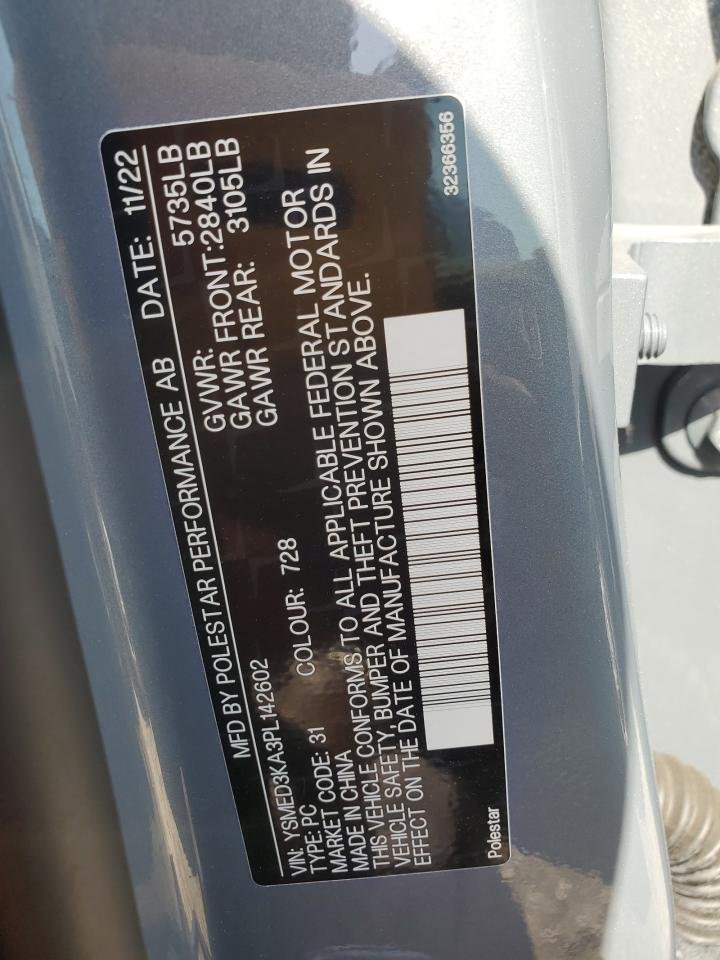 MFD BY POLESTAR PERFORMANCE AB DATE: 11/22
GVWR: 5735LB
GAWR FRONT:2840LB
GAWR REAR: 3105LB
VIN: YSMED3KA3PL142602
TYPE: PC
MARKET CODE: 31 COLOUR: 728
MADE IN CHINA
THIS VEHICLE CONFORMS TO ALL APPLICABLE FEDERAL MOTOR
VEHICLE SAFETY, BUMPER AND THEFT PREVENTION STANDARDS IN
EFFECT ON THE DATE OF MANUFACTURE SHOWN ABOVE.
Polestar 32366356